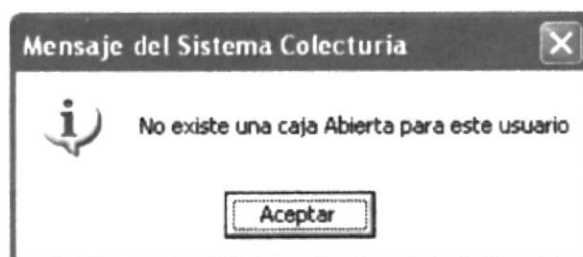 Mensaje del Sistema Colecturia
No existe una caja Abierta para este usuario
Aceptar